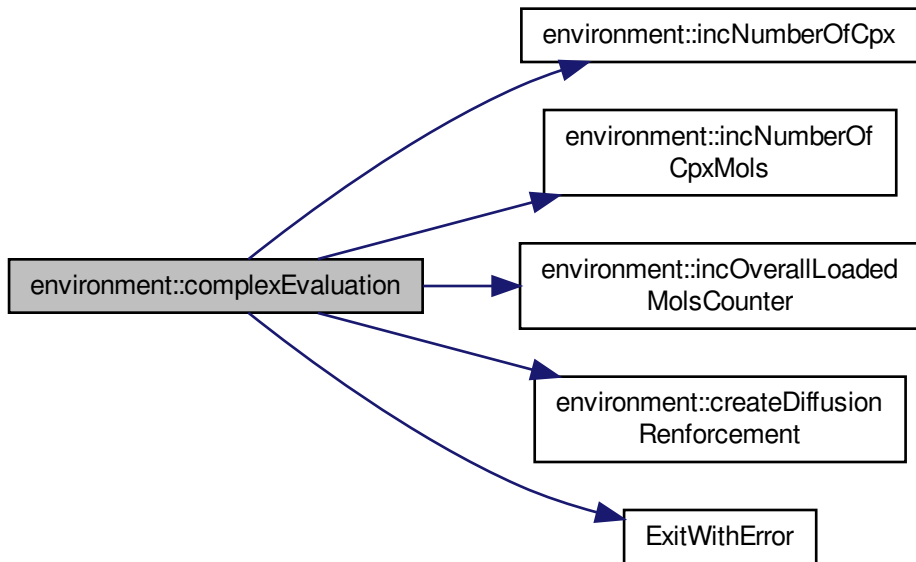 environment::incNumberOfCpx
environment::incNumberOf
CpxMols
environment::complexEvaluation
environment::incOverallLoaded
MolsCounter
environment::createDiffusion
Renforcement
ExitWithError